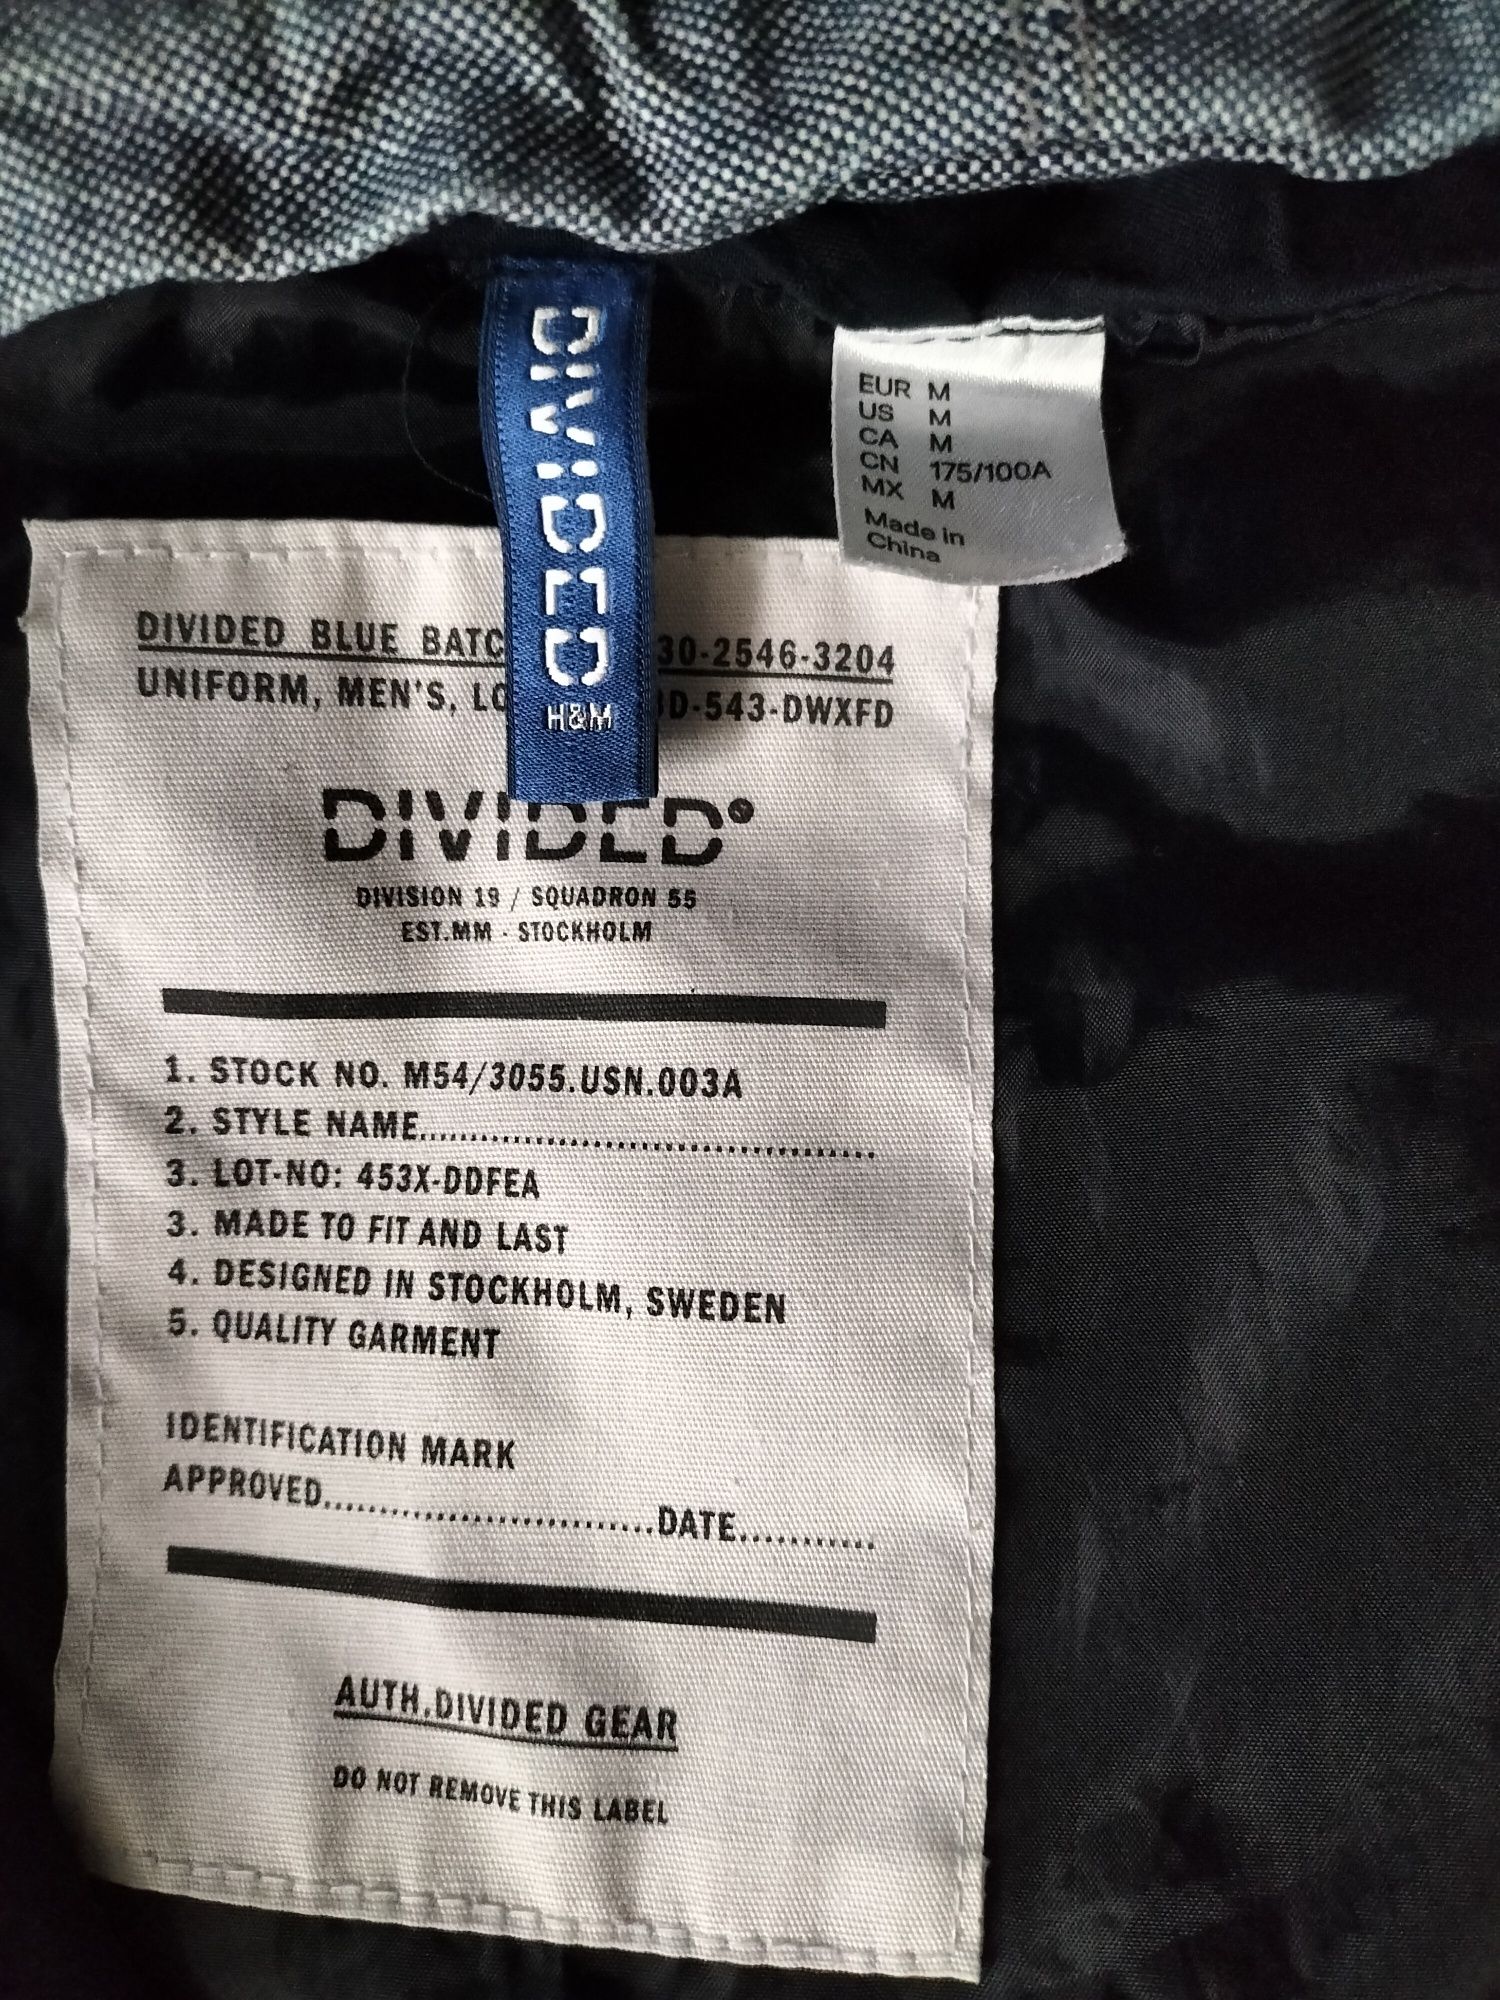 DIVIDED
H&M
EUR M
US M
CA M
CN 175/100A
MX M
Made in
China
DIVIDED BLUE 30-2546-3204
UNIFORM, MEN'S, D-543-DWXFD
DIVIDED
DIVISION 19 / SQUADRON 55
EST.MM - STOCKHOLM
1. STOCK NO. M54/3055.USN.003A
2. STYLE NAME..........................................
3. LOT-NO: 453X-DDFEA
3. MADE TO FIT AND LAST
4. DESIGNED IN STOCKHOLM, SWEDEN
5. QUALITY GARMENT
IDENTIFICATION MARK
APPROVED..............................DATE............
AUTH.DIVIDED GEAR
DO NOT REMOVE THIS LABEL